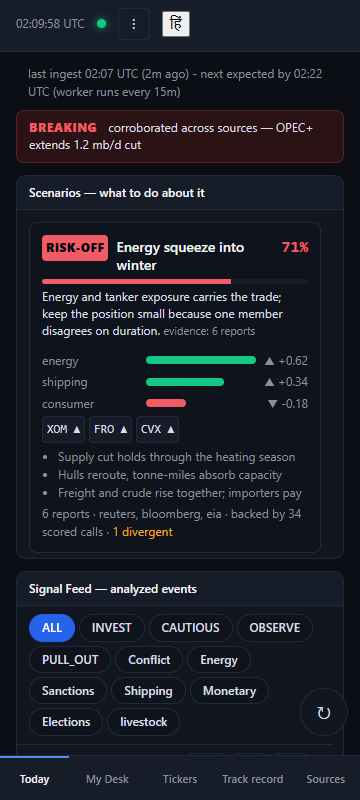 02:09:58 UTC
हिं
last ingest 02:07 UTC (2m ago) - next expected by 02:22
UTC (worker runs every 15m)
BREAKING corroborated across sources — OPEC+
extends 1.2 mb/d cut
Scenarios — what to do about it
RISK-OFF Energy squeeze into 71%
winter
Energy and tanker exposure carries the trade;
keep the position small because one member
disagrees on duration. evidence: 6 reports
energy ▲ +0.62
shipping ▲ +0.34
consumer ▼ -0.18
XOM ▲ FRO ▲ CVX ▲
• Supply cut holds through the heating season
• Hulls reroute, tonne-miles absorb capacity
• Freight and crude rise together; importers pay
6 reports · reuters, bloomberg, eia · backed by 34
scored calls · 1 divergent
Signal Feed — analyzed events
ALL INVEST CAUTIOUS OBSERVE
PULL_OUT Conflict Energy
Sanctions Shipping Monetary
Elections livestock
Today My Desk Tickers Track record Sources